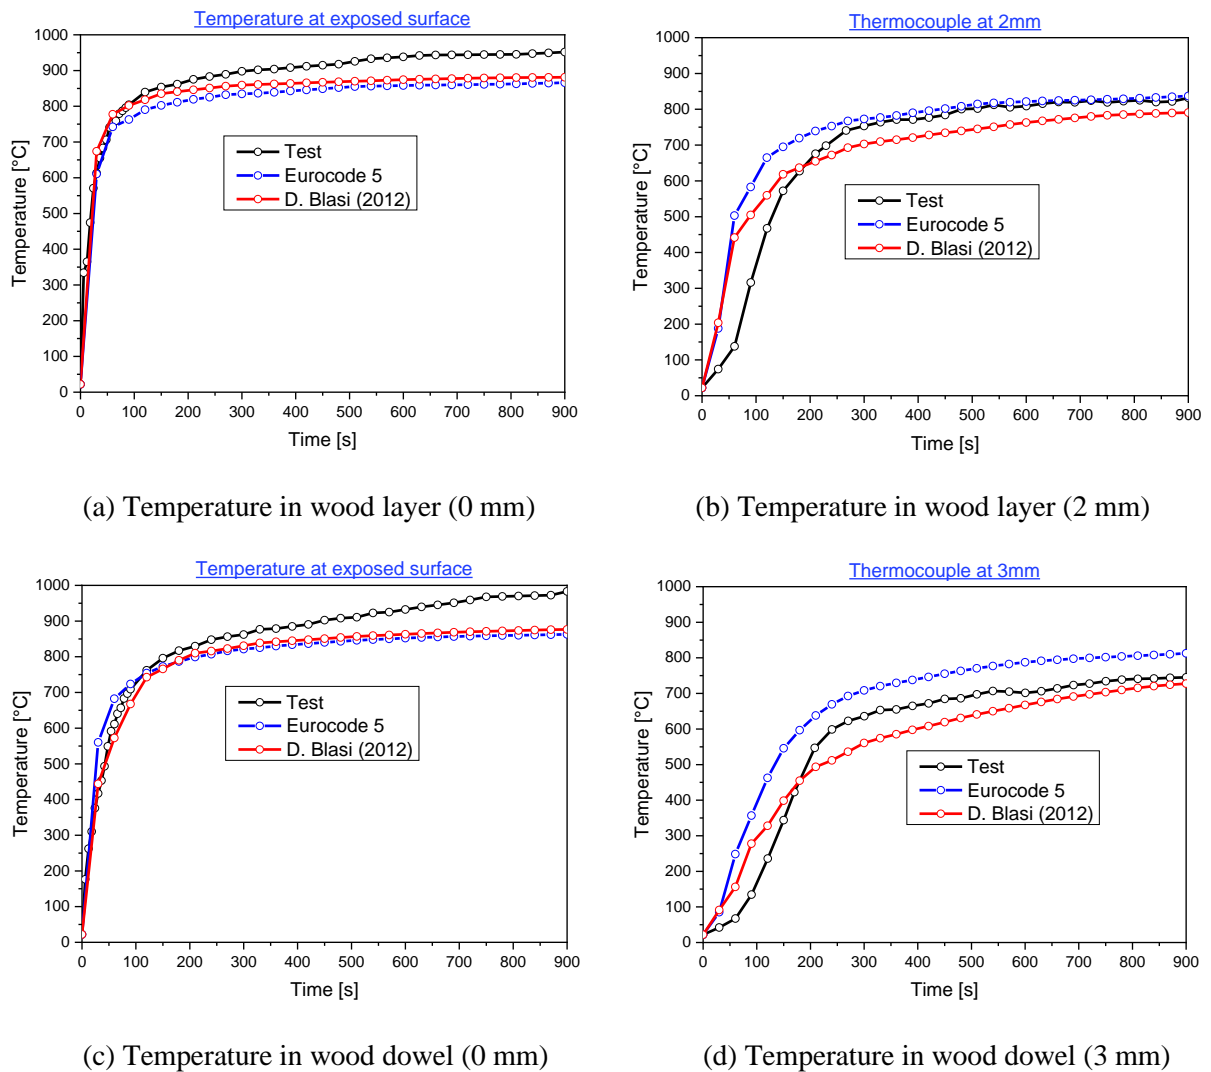 Temperature at exposed surface
1000
900
800
700
600
500
400
300
200
100
0
Temperature [°C]
Test
Eurocode 5
D. Blasi (2012)
0 100 200 300 400 500 600 700 800 900
Time [s]
(a) Temperature in wood layer (0 mm)
Thermocouple at 2mm
1000
900
800
700
600
500
400
300
200
100
0
Temperature [°C]
Test
Eurocode 5
D. Blasi (2012)
0 100 200 300 400 500 600 700 800 900
Time [s]
(b) Temperature in wood layer (2 mm)
Temperature at exposed surface
1000
900
800
700
600
500
400
300
200
100
0
Temperature [°C]
Test
Eurocode 5
D. Blasi (2012)
0 100 200 300 400 500 600 700 800 900
Time [s]
(c) Temperature in wood dowel (0 mm)
Thermocouple at 3mm
1000
900
800
700
600
500
400
300
200
100
0
Temperature [°C]
Test
Eurocode 5
D. Blasi (2012)
0 100 200 300 400 500 600 700 800 900
Time [s]
(d) Temperature in wood dowel (3 mm)